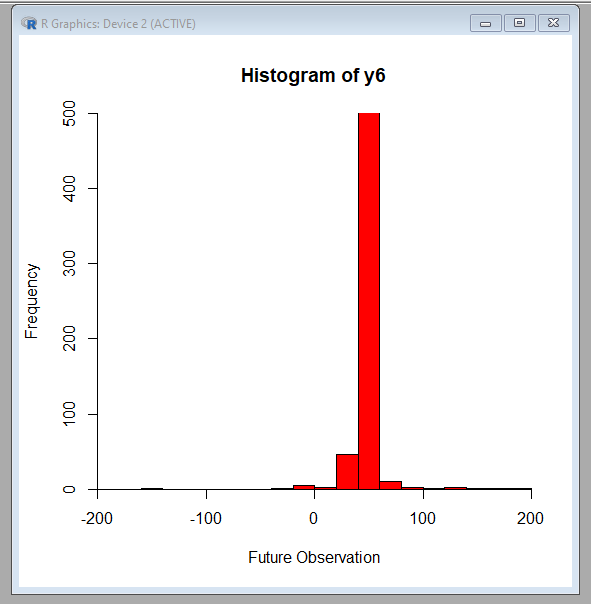 R Graphics: Device 2 (ACTIVE)
Histogram of y6
Frequency
500
400
300
200
100
0
-200 -100 0 100 200
Future Observation